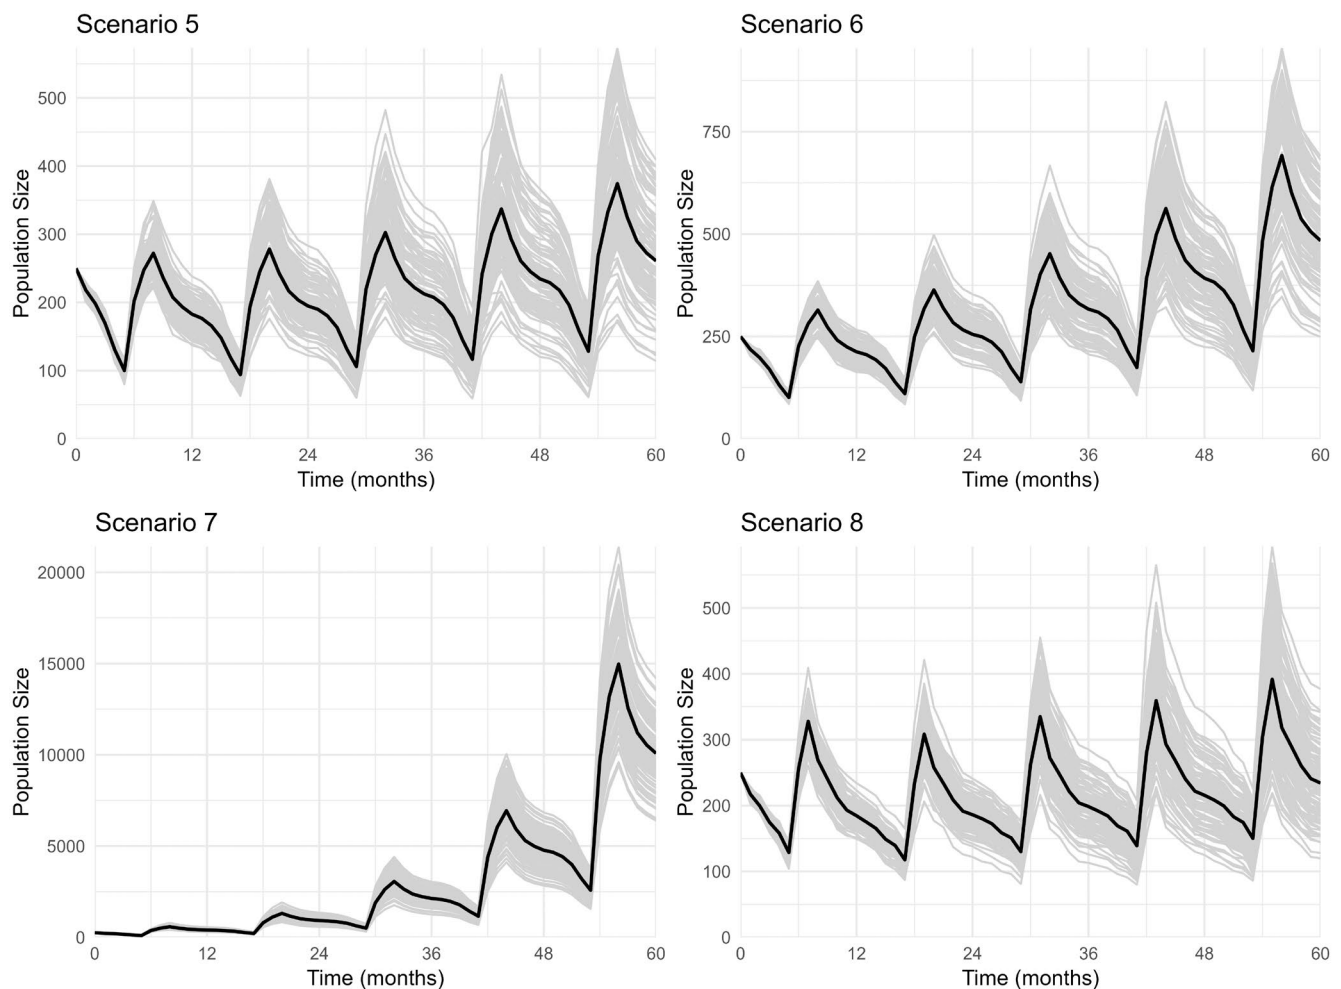 Scenario 5
Population Size
500
400
300
200
100
0
0 12 24 36 48 60
Time (months)
Scenario 6
Population Size
750
500
250
0
0 12 24 36 48 60
Time (months)
Scenario 7
Population Size
20000
15000
10000
5000
0
0 12 24 36 48 60
Time (months)
Scenario 8
Population Size
500
400
300
200
100
0
0 12 24 36 48 60
Time (months)